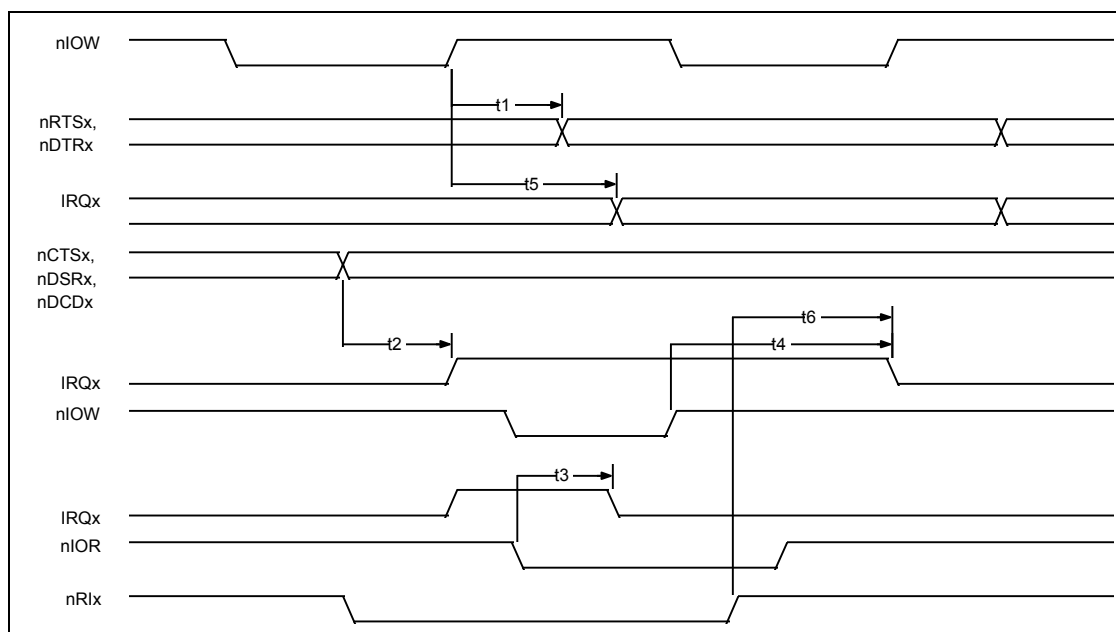 nIOW
t1
nRTSx,
nDTRx
t5
IRQx
nCTSx,
nDSRx,
nDCDx
t6
t2
t4
IRQx
nIOW
t3
IRQx
nIOR
nRIx